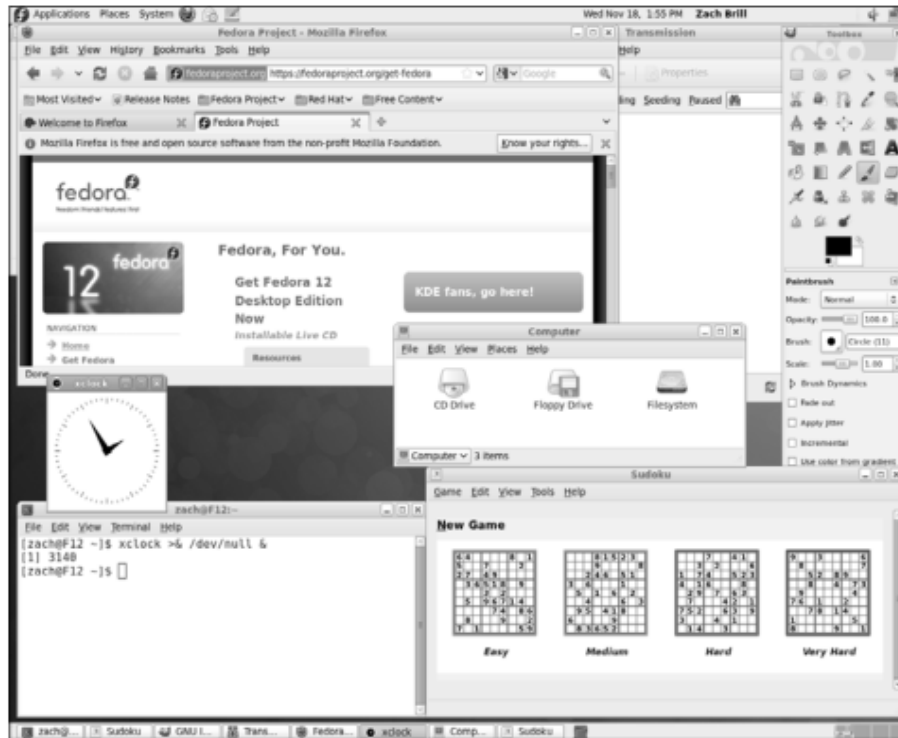 Applications Places System Wed Nov 18, 1:55 PM Zach Brill
Fedora Project - Mozilla Firefox
File Edit View History Bookmarks Tools Help
fedoraproject.org https://fedoraproject.org/get-fedora Google
Most Visited Release Notes Fedora Project Red Hat Free Content
Welcome to Firefox Fedora Project
Mozilla Firefox is free and open source software from the non-profit Mozilla Foundation. Know your rights...
fedora
12 fedora
NAVIGATION
Home
Get Fedora
Fedora, For You.
Get Fedora 12
Desktop Edition
Now
Installable Live CD
Resources
KDE fans, go here!
Done
Transmission
Help
Properties
Seeding Paused
Toolbox
Paintbrush
Mode: Normal
Opacity: 100.0
Brush: Circle (11)
Scale: 1.00
Brush Dynamics
Fade out
Apply Jitter
Incremental
Use color from gradient
Computer
File Edit View Places Help
CD Drive Floppy Drive Filesystem
Computer 3 items
xclock
zach@F12:~
File Edit View Terminal Help
[zach@F12 ~]$ xclock >& /dev/null &
[1] 3140
[zach@F12 ~]$
Sudoku
Game Edit View Tools Help
New Game
Easy Medium Hard Very Hard
zach@... Sudoku GNU I... Trans... Fedora... xclock Comp... Sudoku